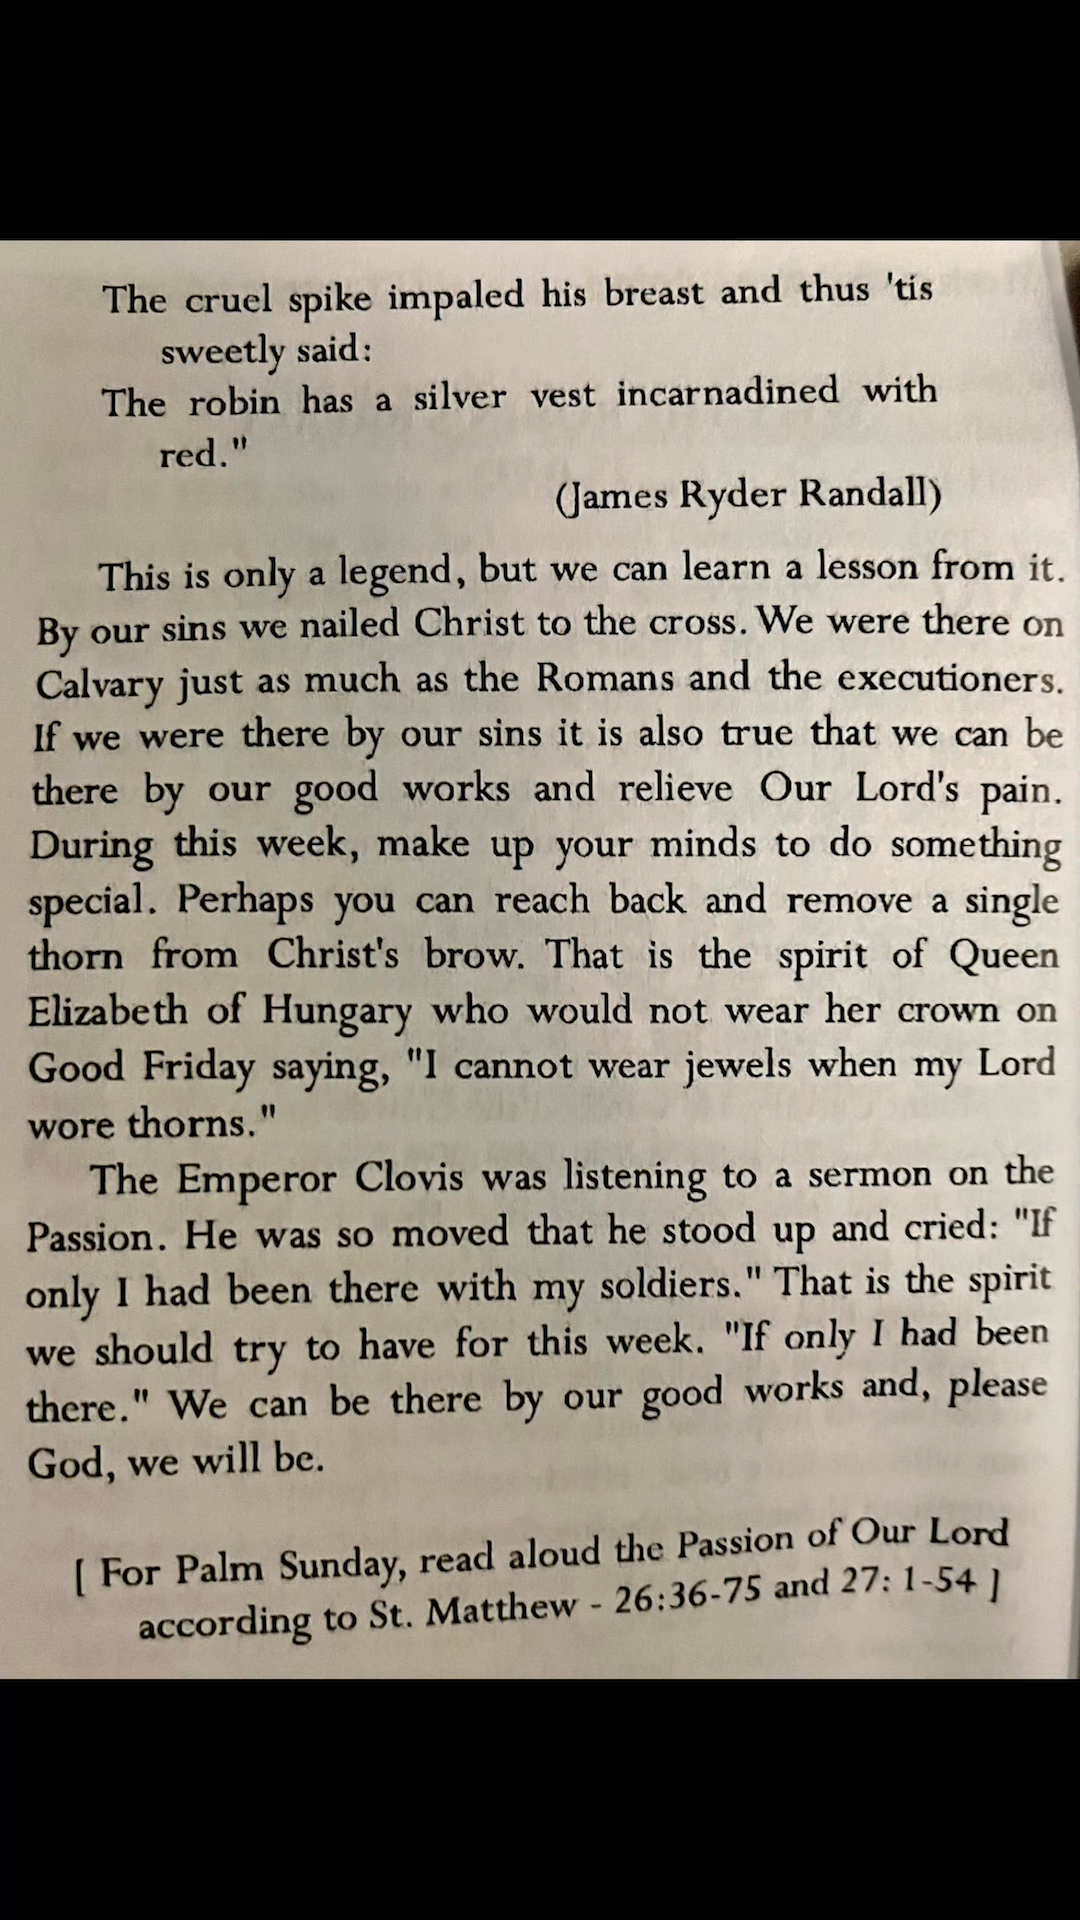 The cruel spike impaled his breast and thus 'tis
sweetly said:
The robin has a silver vest incarnadined with
red."
(James Ryder Randall)
This is only a legend, but we can learn a lesson from it.
By our sins we nailed Christ to the cross. We were there on
Calvary just as much as the Romans and the executioners.
If we were there by our sins it is also true that we can be
there by our good works and relieve Our Lord's pain.
During this week, make up your minds to do something
special. Perhaps you can reach back and remove a single
thorn from Christ's brow. That is the spirit of Queen
Elizabeth of Hungary who would not wear her crown on
Good Friday saying, "I cannot wear jewels when my Lord
wore thorns."
The Emperor Clovis was listening to a sermon on the
Passion. He was so moved that he stood up and cried: "If
only I had been there with my soldiers." That is the spirit
we should try to have for this week. "If only I had been
there." We can be there by our good works and, please
God, we will be.
[ For Palm Sunday, read aloud the Passion of Our Lord
according to St. Matthew - 26:36-75 and 27: 1-54 ]